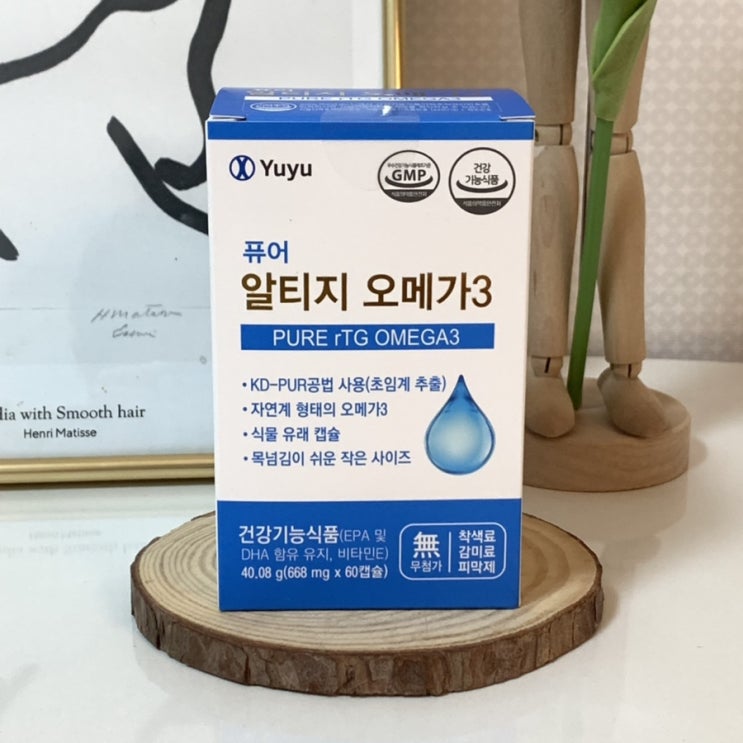 PURE rTG OMEGA3
Yuyu
GMP
건강
기능식품
퓨어
알티지 오메가3
PURE rTG OMEGA3
• KD-PUR공법 사용(초임계 추출)
• 자연계 형태의 오메가3
• 식물 유래 캡슐
• 목넘김이 쉬운 작은 사이즈
건강기능식품(EPA 및
DHA 함유 유지, 비타민E)
40.08 g(668 mg x 60캡슐)
無
무첨가
착색료
감미료
피막제
with Smooth hair
Henri Matisse